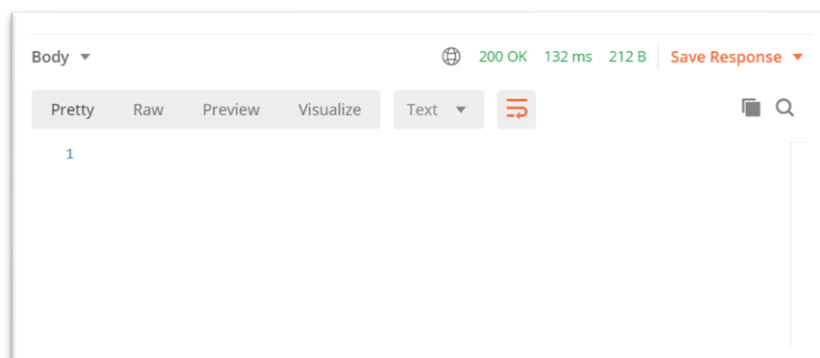 Body 200 OK 132 ms 212 B Save Response
Pretty Raw Preview Visualize Text
1